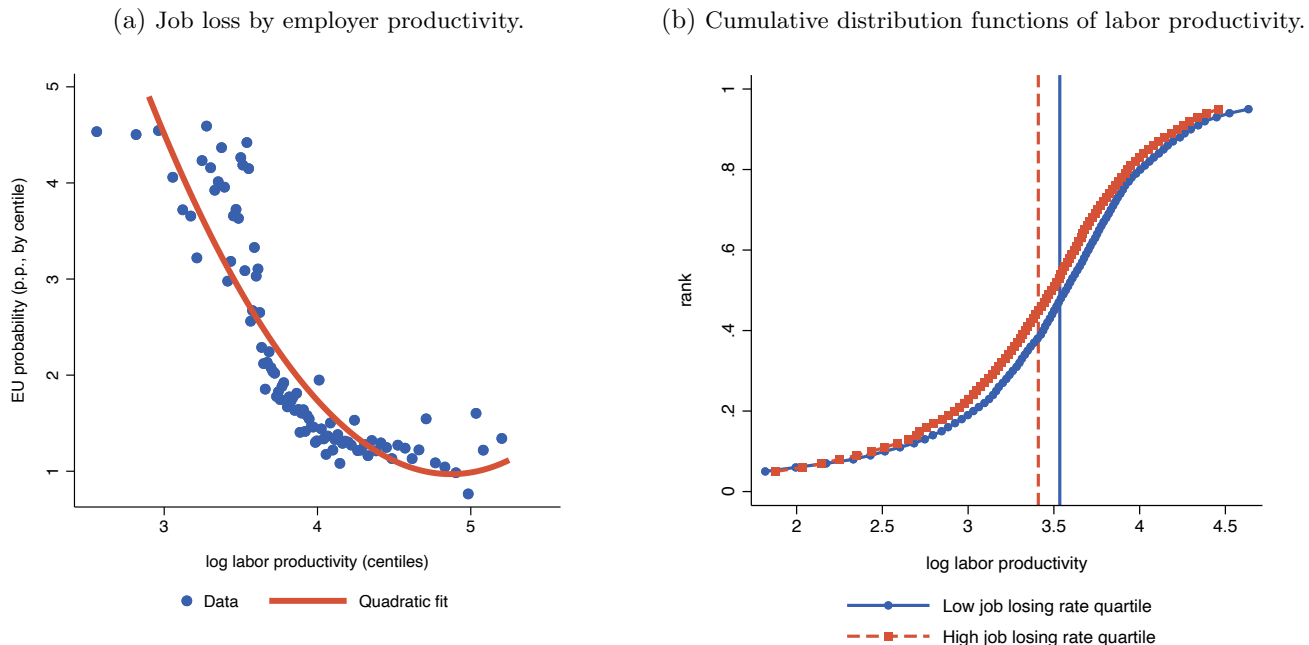 (a) Job loss by employer productivity.
EU probability (p.p., by centile)
5
4
3
2
1
3 4 5
log labor productivity (centiles)
Data Quadratic fit
(b) Cumulative distribution functions of labor productivity.
rank
1
.8
.6
.4
.2
0
2 2.5 3 3.5 4 4.5
log labor productivity
Low job losing rate quartile
High job losing rate quartile